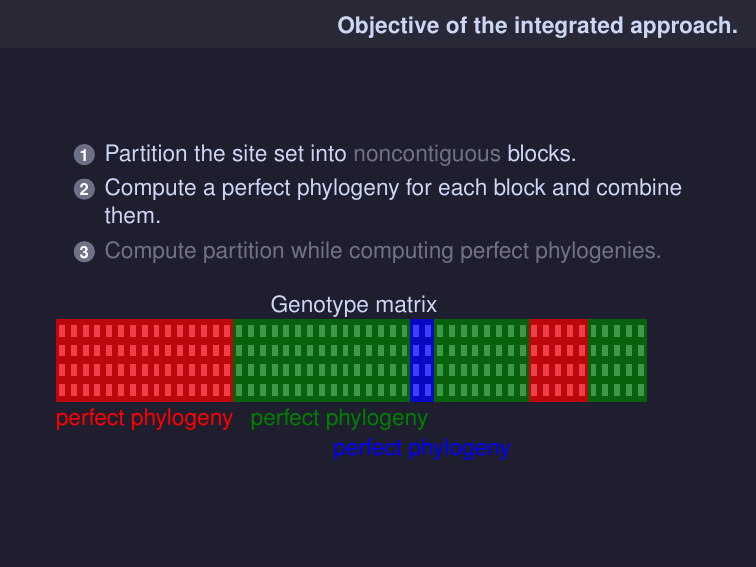 Objective of the integrated approach.
1 Partition the site set into noncontiguous blocks.
2 Compute a perfect phylogeny for each block and combine
them.
3 Compute partition while computing perfect phylogenies.
Genotype matrix
perfect phylogeny perfect phylogeny
perfect phylogeny